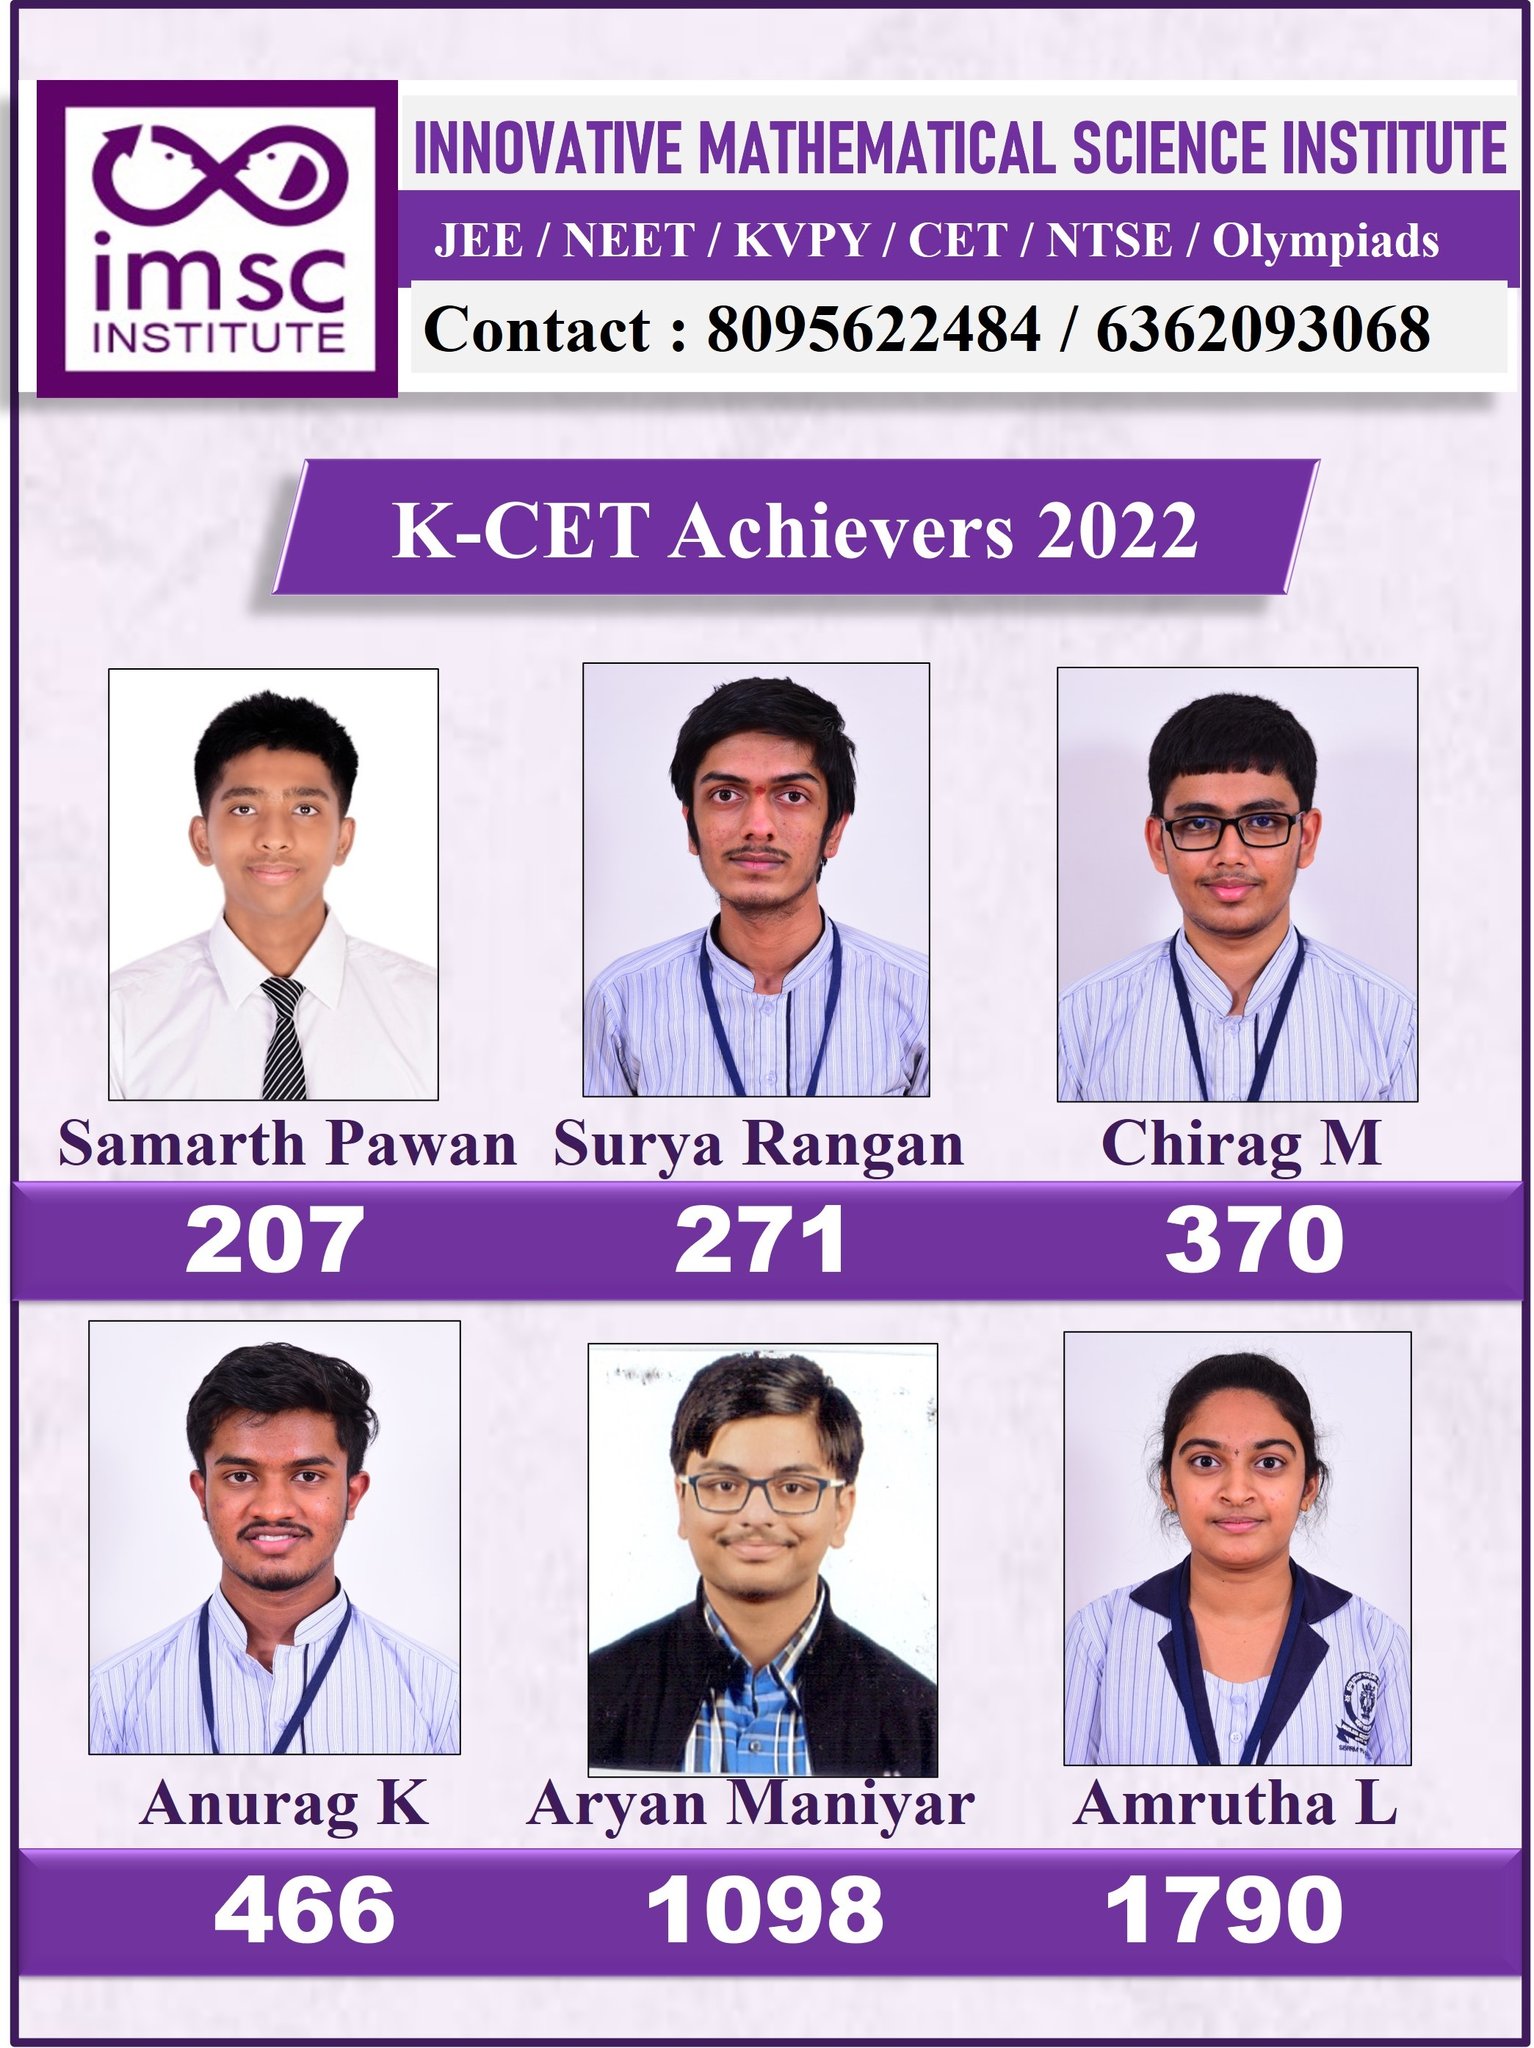 imsc
INSTITUTE
INNOVATIVE MATHEMATICAL SCIENCE INSTITUTE
JEE / NEET / KVPY / CET / NTSE / Olympiads
Contact : 8095622484 / 6362093068
K-CET Achievers 2022
Samarth Pawan Surya Rangan Chirag M
207 271 370
Anurag K Aryan Maniyar Amrutha L
466 1098 1790